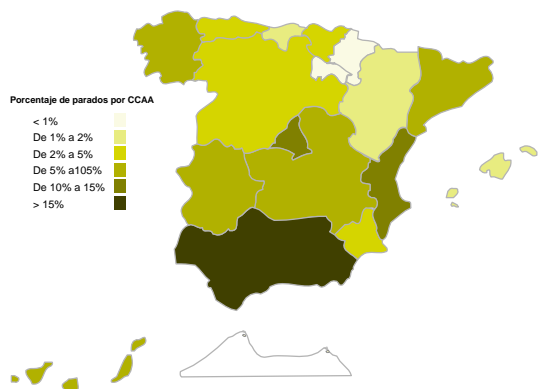 Porcentaje de parados por CCAA
< 1%
De 1% a 2%
De 2% a 5%
De 5% a105%
De 10% a 15%
> 15%